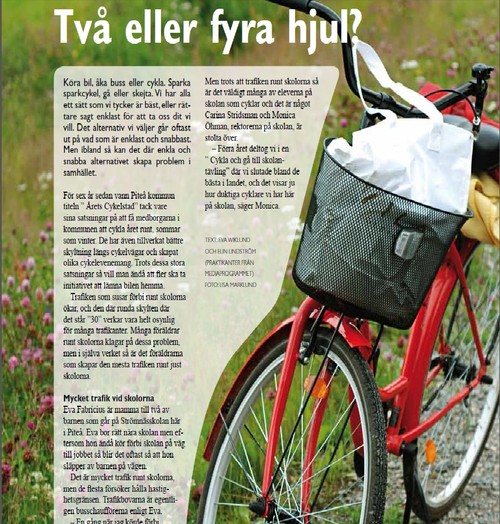 Två eller fyra hjul?
Köra bil, åka buss eller cykla. Sparka
sparkcykel, gå eller skejta. Vi har alla
ett sätt som vi tycker är bäst, eller rät-
tare sagt enklast för att ta oss dit vi
vill. Det alternativ vi väljer går oftast
ut på vad som är enklast och snabbast.
Men ibland så kan det där enkla och
snabba alternativet skapa problem i
samhället.
För sex år sedan vann Piteå kommun
titeln " Årets Cykelstad" tack vare
sina satsningar på att få medborgarna i
kommunen att cykla året runt, sommar
som vinter. De har även tillverkat bättre
skyltning längs cykelvägar och skapat
olika cykelevenemang. Trots dessa stora
satsningar så vill man ändå att fler ska ta
initiativet att lämna bilen hemma.
Trafiken som susar förbi runt skolorna
ökar, och den där runda skylten där
det står "30" verkar vara helt osynlig
för många trafikanter. Många föräldrar
runt skolorna klagar på dessa problem,
men i själva verket så är det föräldrarna
som skapar den mesta trafiken runt just
skolorna.
Mycket trafik vid skolorna
Eva Fabricius är mamma till två av
barnen som går på Strömnässkolan här
i Piteå. Eva bor rätt nära skolan men ef-
tersom hon ändå kör förbi skolan på väg
till jobbet så blir det oftast så att hon
släpper av barnen på vägen.
Det är mycket trafik runt skolorna,
men de flesta försöker hålla hastig-
hetsgränsen. Trafikbovarna är egentli-
gen busschaufförerna enligt Eva.
– En gång när jag körde förbi
Men trots att trafiken runt skolorna så
är det väldigt många av eleverna på
skolan som cyklar och det är något
Carina Stridsman och Monica
Öhman, rektorerna på skolan, är
stolta över.
– Förra året deltog vi i en
" Cykla och gå till skolan-
tävling" där vi slutade bland de
bästa i landet, och det visar ju
hur duktiga cyklare vi har här
på skolan, säger Monica.
TEXT: EVA WIKLUND
OCH ELIN LINDSTRÖM
(PRAKTIKANTER FRÅN
MEDIAPROGRAMMET)
FOTO: LISA MARKLUND